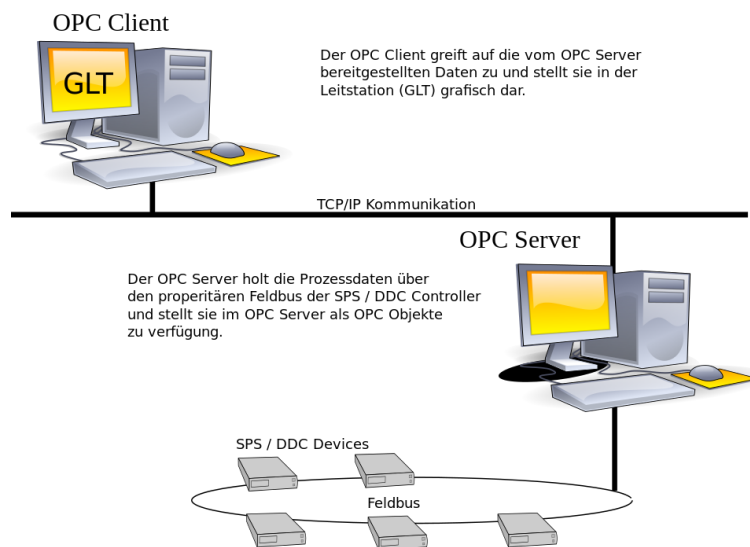 OPC Client
GLT
Der OPC Client greift auf die vom OPC Server
bereitgestellten Daten zu und stellt sie in der
Leitstation (GLT) grafisch dar.
TCP/IP Kommunikation
OPC Server
Der OPC Server holt die Prozessdaten über
den properitären Feldbus der SPS / DDC Controller
und stellt sie im OPC Server als OPC Objekte
zu verfügung.
SPS / DDC Devices
Feldbus